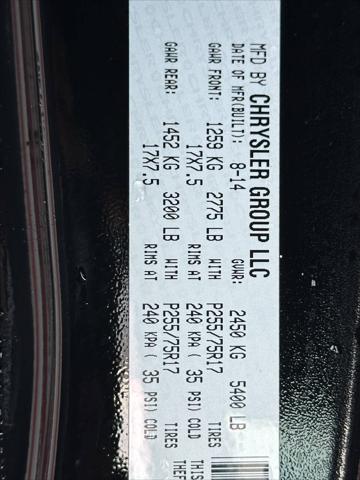 MFD BY CHRYSLER GROUP LLC
DATE OF MFR(BUILT): 8-14 GVWR: 2450 KG 5400 LB
GAWR FRONT: 1259 KG 2775 LB WITH P255/75R17 TIRES
17X7.5 RIMS AT 240 KPA ( 35 PSI) COLD
GAWR REAR: 1452 KG 3200 LB WITH P255/75R17 TIRES
17X7.5 RIMS AT 240 KPA ( 35 PSI) COLD
THIS
THEF